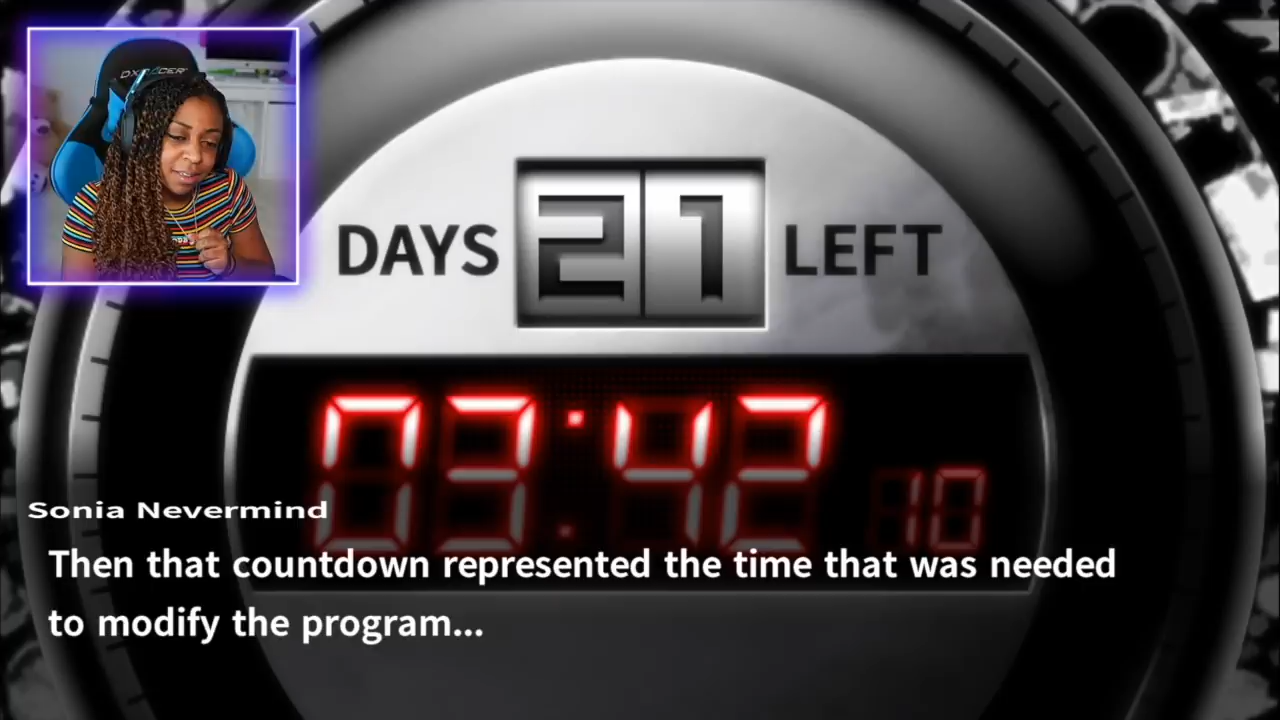 DAYS 21 LEFT
03:42 10
Sonia Nevermind
Then that countdown represented the time that was needed
to modify the program...